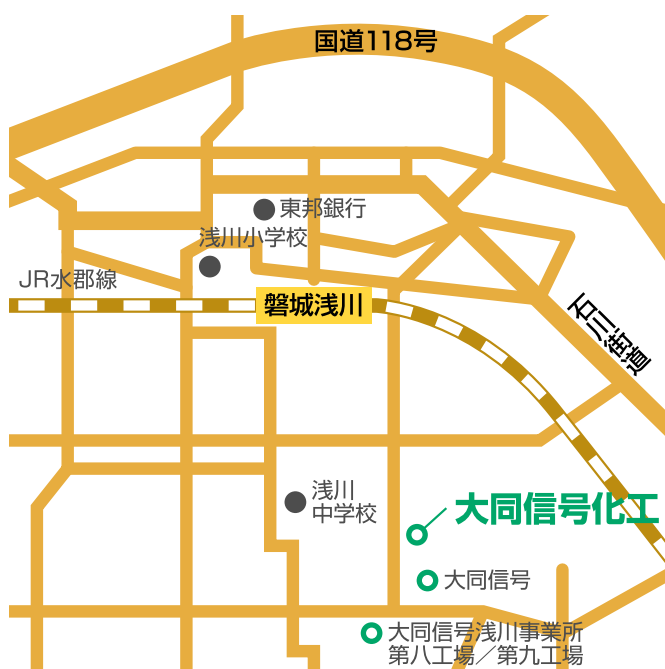 国道118号
東邦銀行
浅川小学校
JR水郡線
磐城浅川
石川街道
浅川
中学校
大同信号化工
大同信号
大同信号浅川事業所
第八工場／第九工場